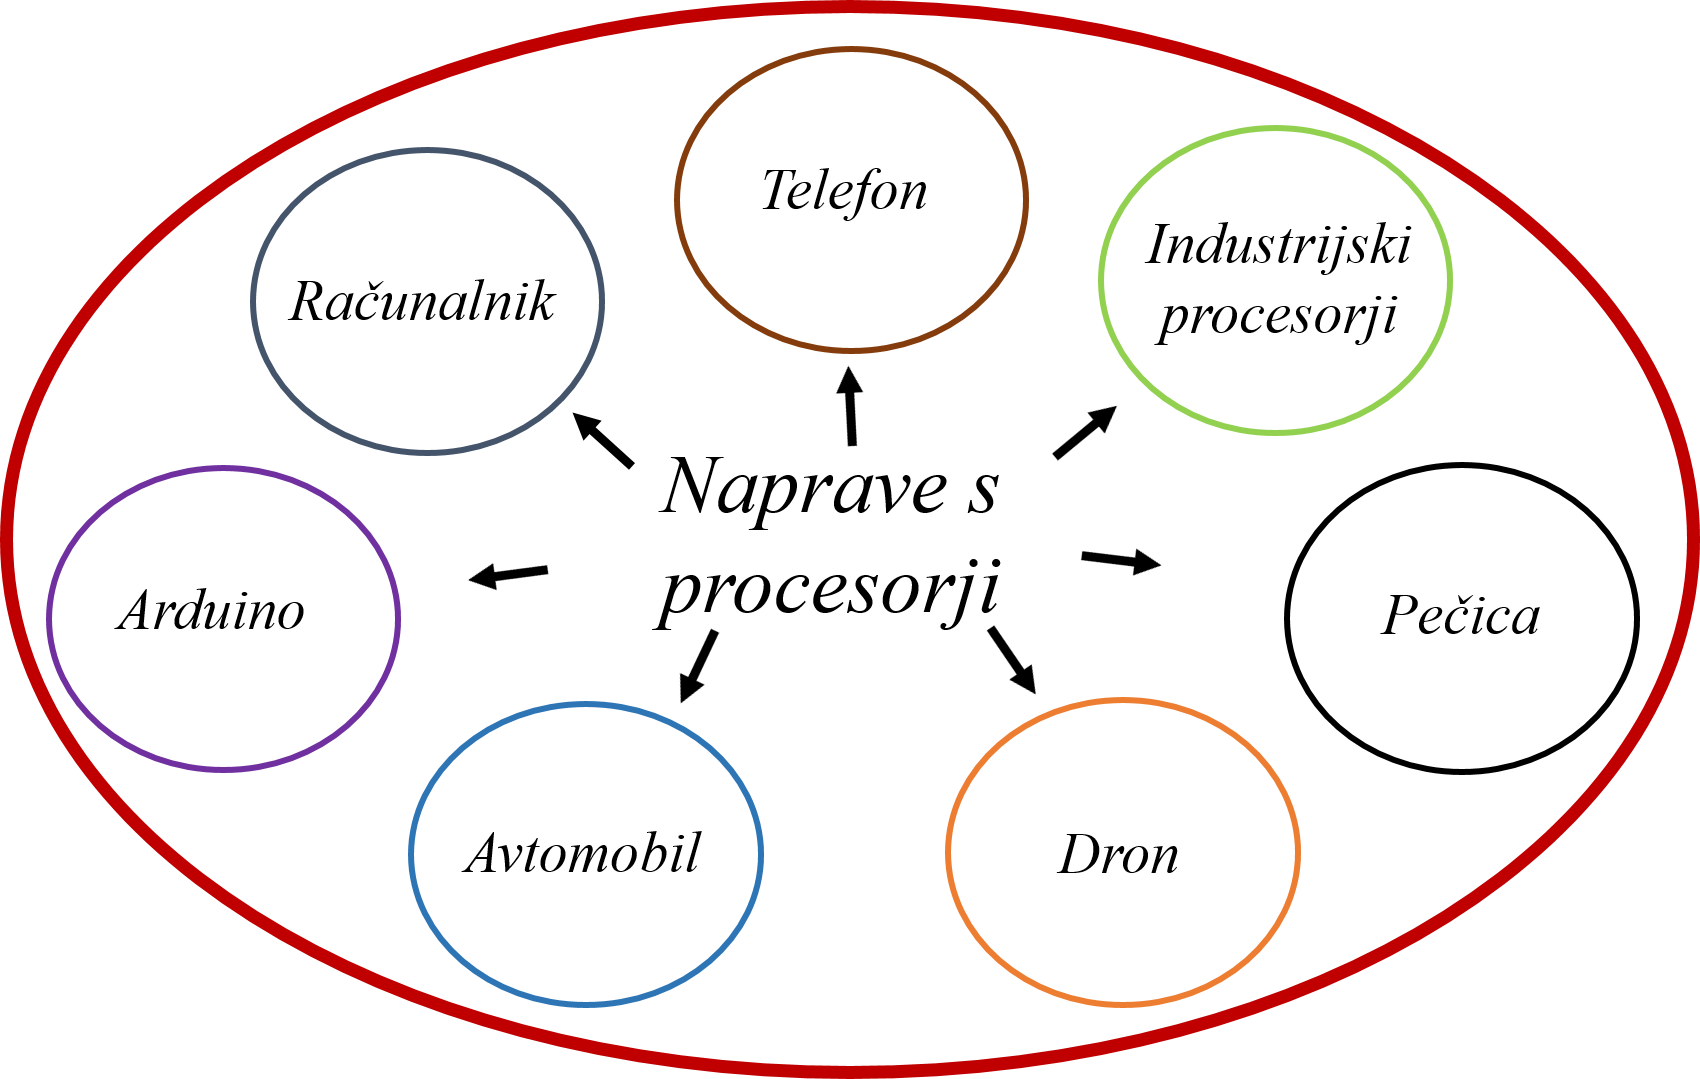 Telefon
Industrijski
procesorji
Računalnik
Naprave s
procesorji
Arduino
Pečica
Avtomobil
Dron